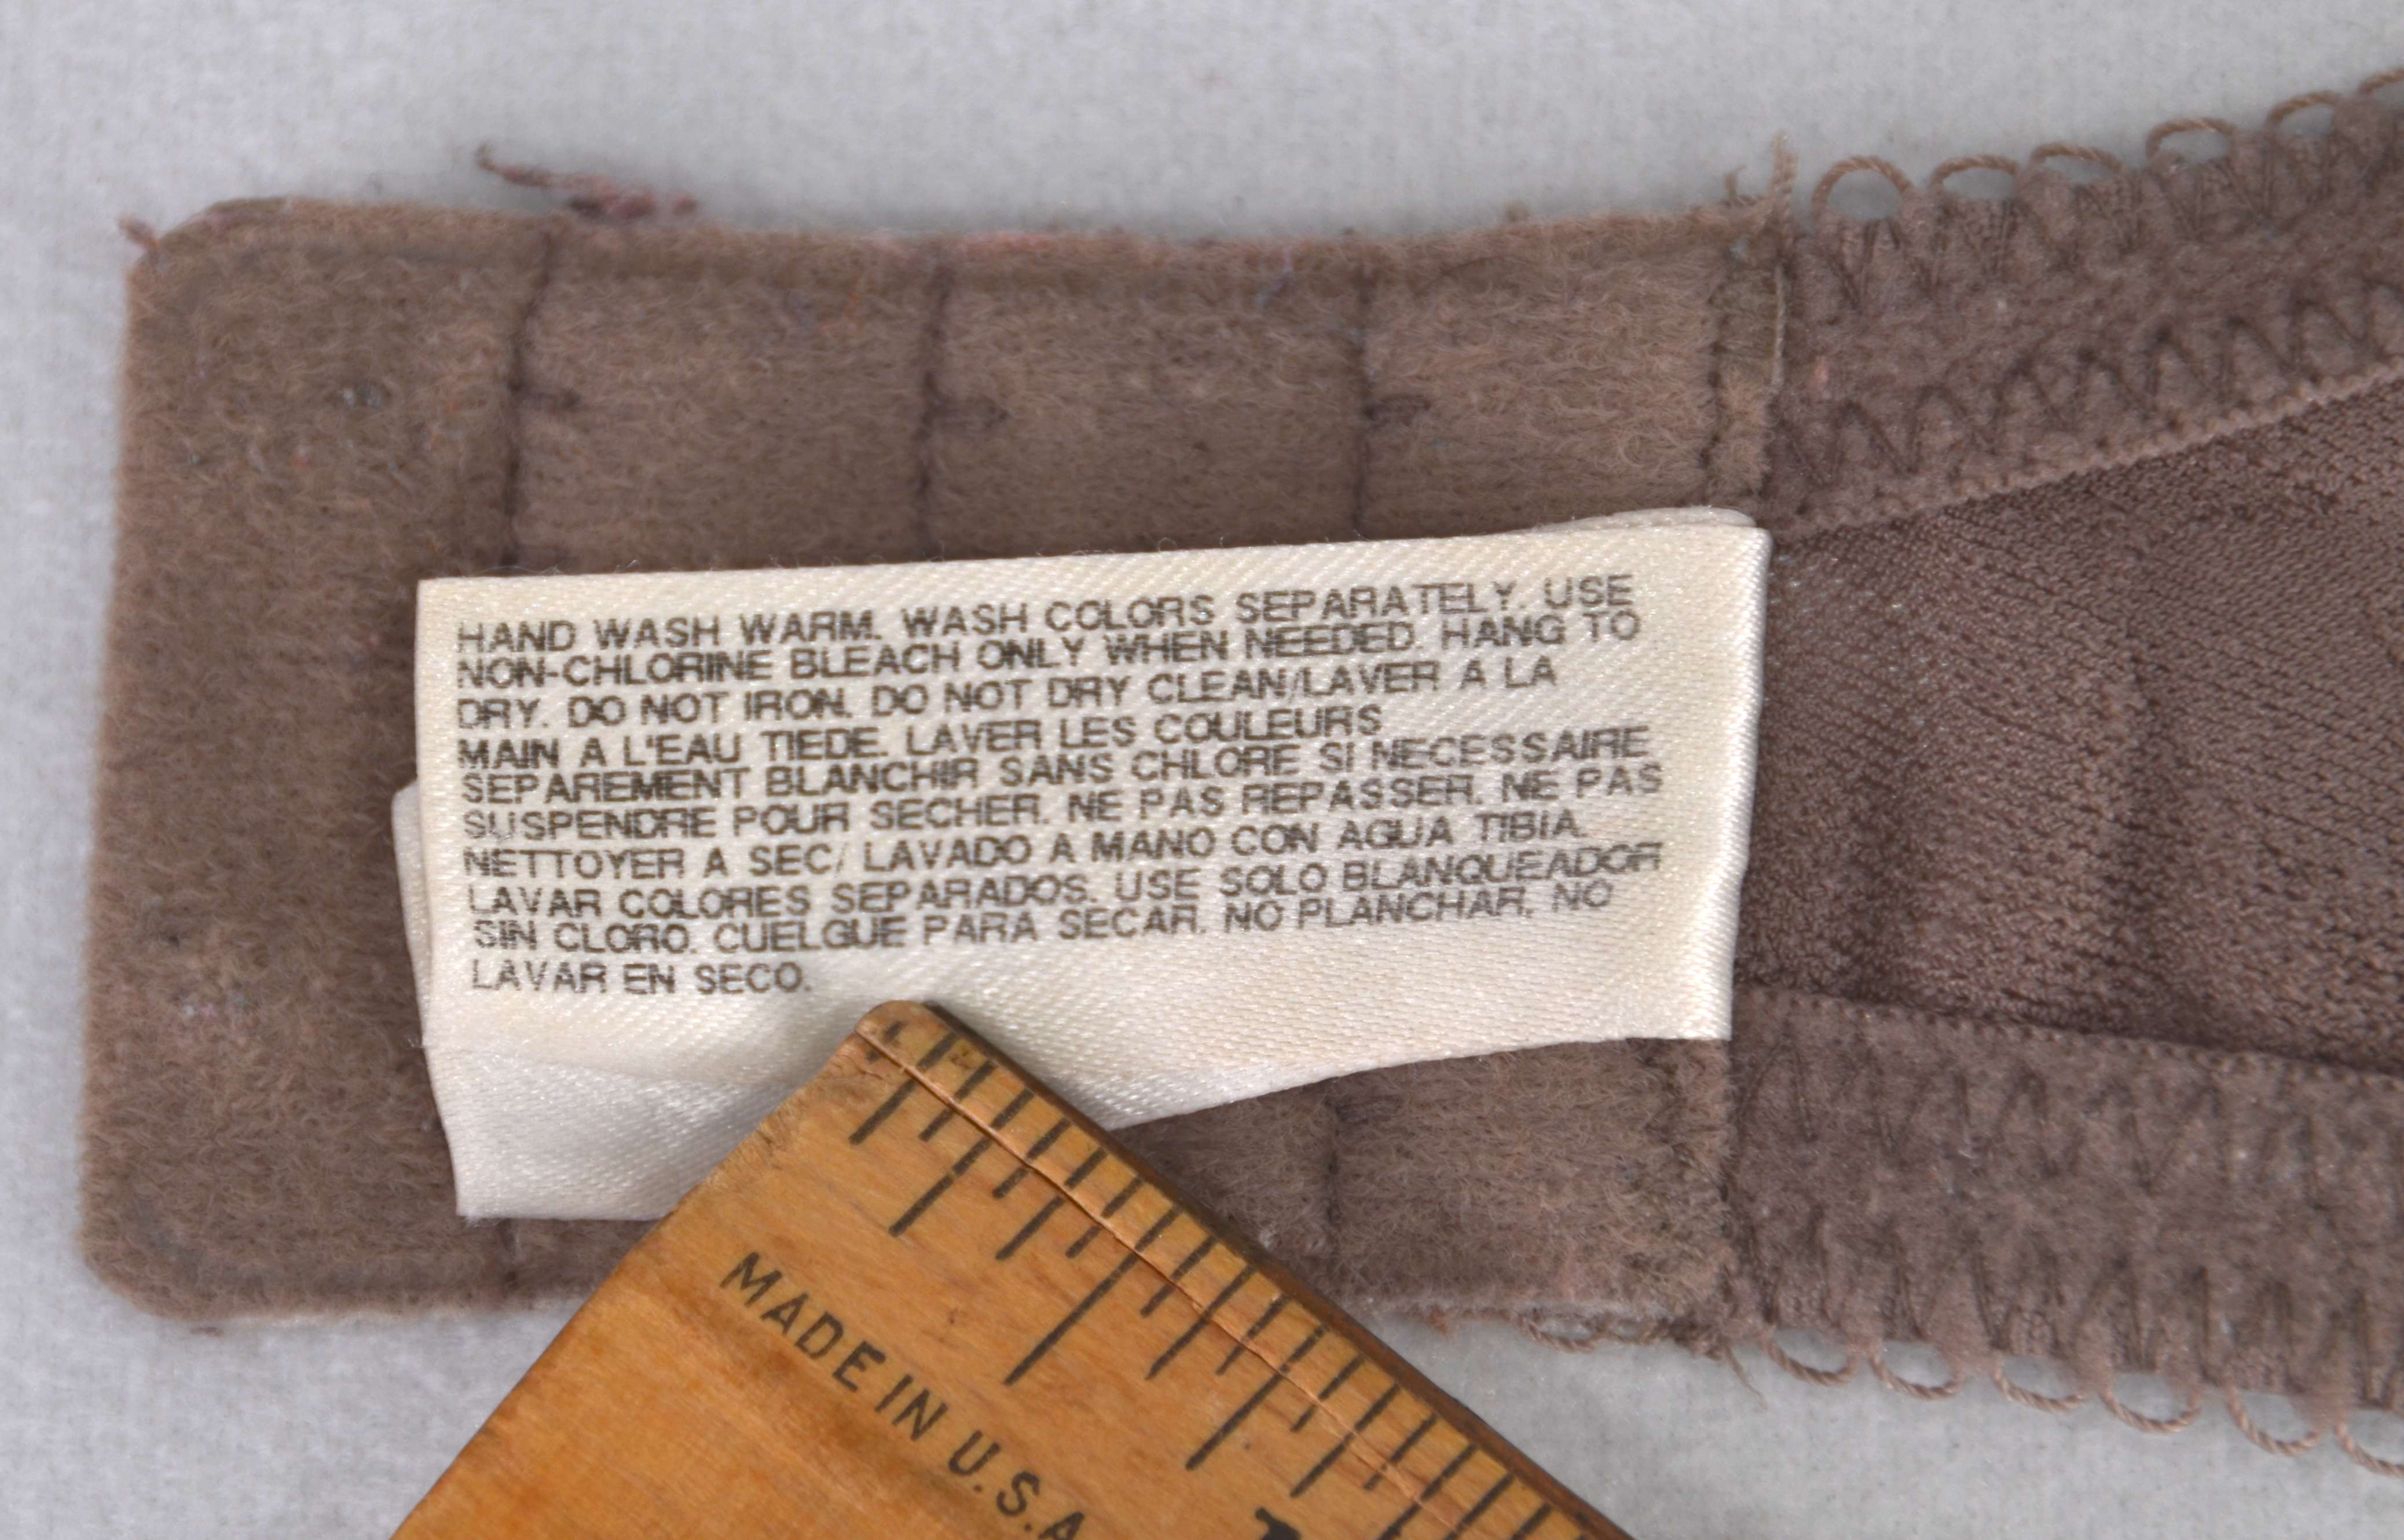 HAND WASH WARM. WASH COLORS SEPARATELY. USE
NON-CHLORINE BLEACH ONLY WHEN NEEDED. HANG TO
DRY. DO NOT IRON. DO NOT DRY CLEAN/LAVER A LA
MAIN A L'EAU TIEDE. LAVER LES COULEURS
SEPAREMENT BLANCHIR SANS CHLORE SI NECESSAIRE
SUSPENDRE POUR SECHER. NE PAS REPASSER. NE PAS
NETTOYER A SEC/ LAVADO A MANO CON AGUA TIBIA.
LAVAR COLORES SEPARADOS. USE SOLO BLANQUEADOR
SIN CLORO. CUELGUE PARA SECAR. NO PLANCHAR. NO
LAVAR EN SECO.
MADE IN U.S.A